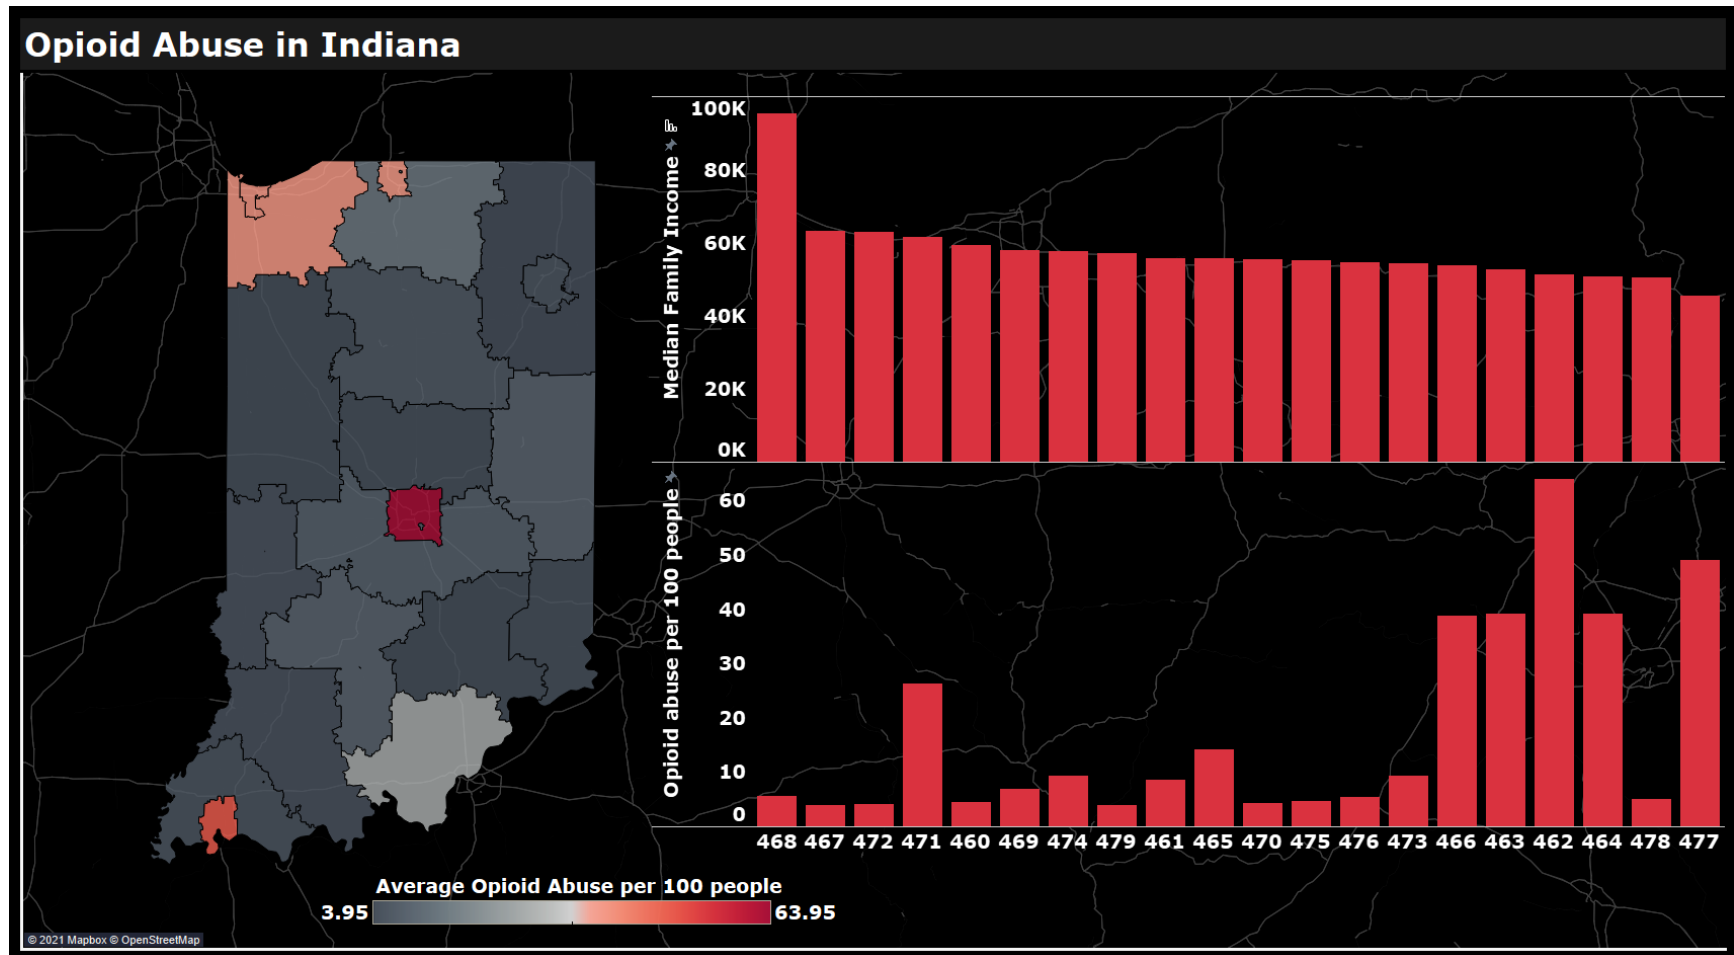 Opioid Abuse in Indiana
Median Family Income
100K
80K
60K
40K
20K
0K
Opioid abuse per 100 people
60
50
40
30
20
10
0
468 467 472 471 460 469 474 479 461 465 470 475 476 473 466 463 462 464 478 477
Average Opioid Abuse per 100 people
3.95 63.95
© 2021 Mapbox © OpenStreetMap